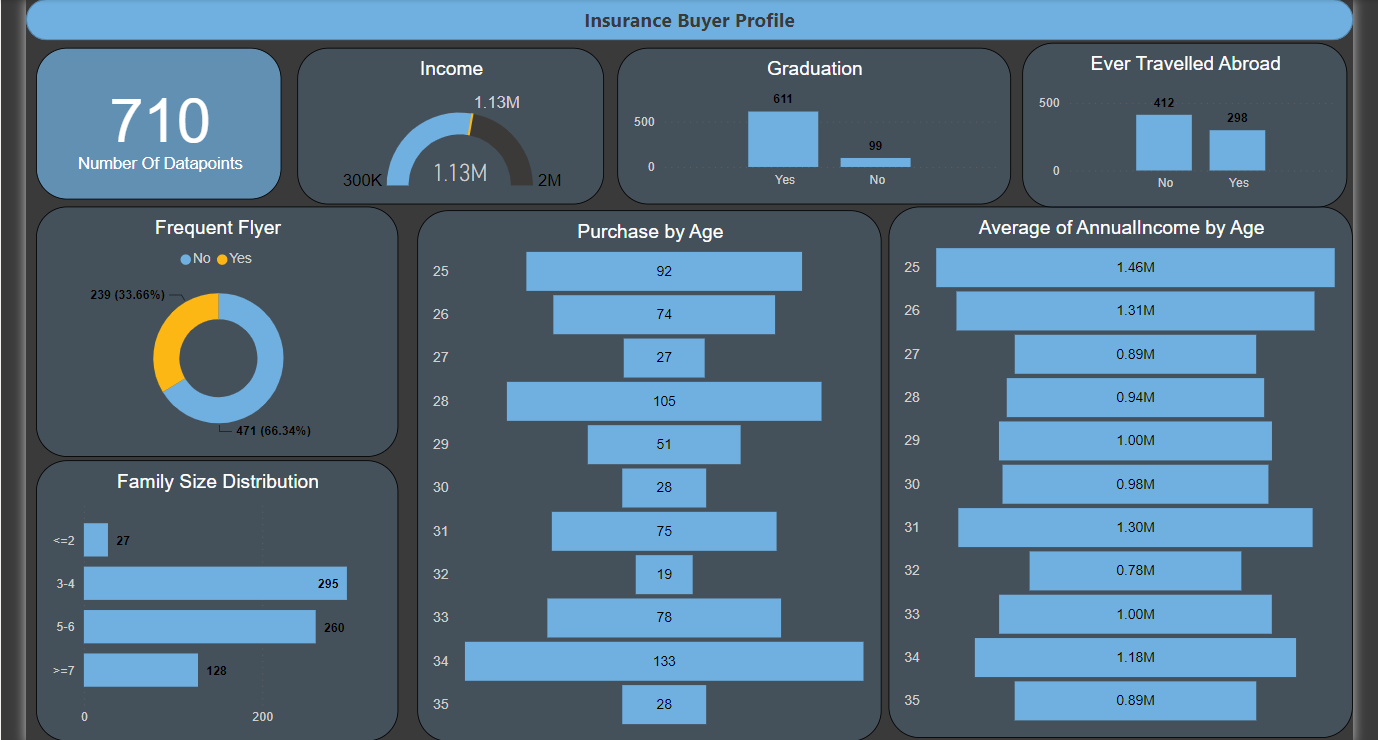 Insurance Buyer Profile
710
Number Of Datapoints
Income
1.13M
1.13M
300K
2M
Graduation
611
99
500
0
Yes
No
Ever Travelled Abroad
500
412
298
0
No
Yes
Frequent Flyer
No Yes
239 (33.66%)
471 (66.34%)
Family Size Distribution
<=2 27
3-4 295
5-6 260
>=7 128
0 200
Purchase by Age
25 92
26 74
27 27
28 105
29 51
30 28
31 75
32 19
33 78
34 133
35 28
Average of AnnualIncome by Age
25 1.46M
26 1.31M
27 0.89M
28 0.94M
29 1.00M
30 0.98M
31 1.30M
32 0.78M
33 1.00M
34 1.18M
35 0.89M